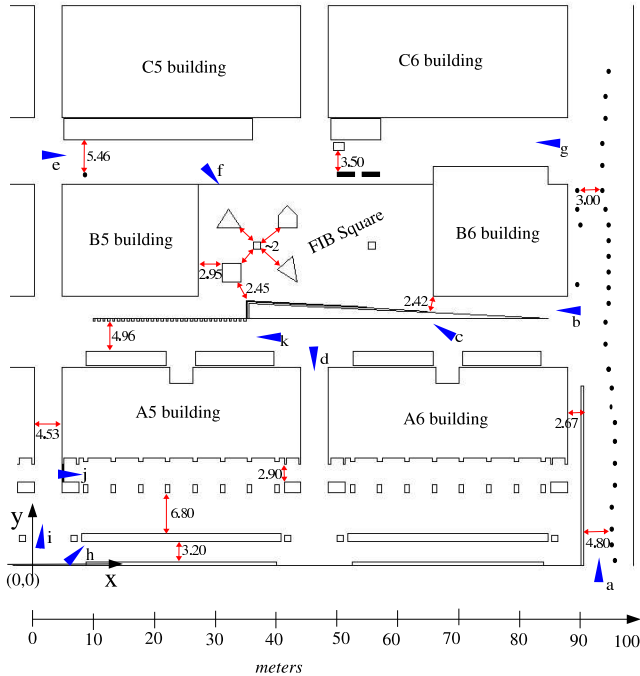 C5 building
C6 building
e
5.46
3.50
g
f
3.00
B5 building
FIB Square
B6 building
~2
2.95
2.45
2.42
b
4.96
k
c
d
A5 building
A6 building
4.53
2.67
2.90
j
6.80
y
i
h
3.20
4.80
(0,0)
x
a
0 10 20 30 40 50 60 70 80 90 100
meters